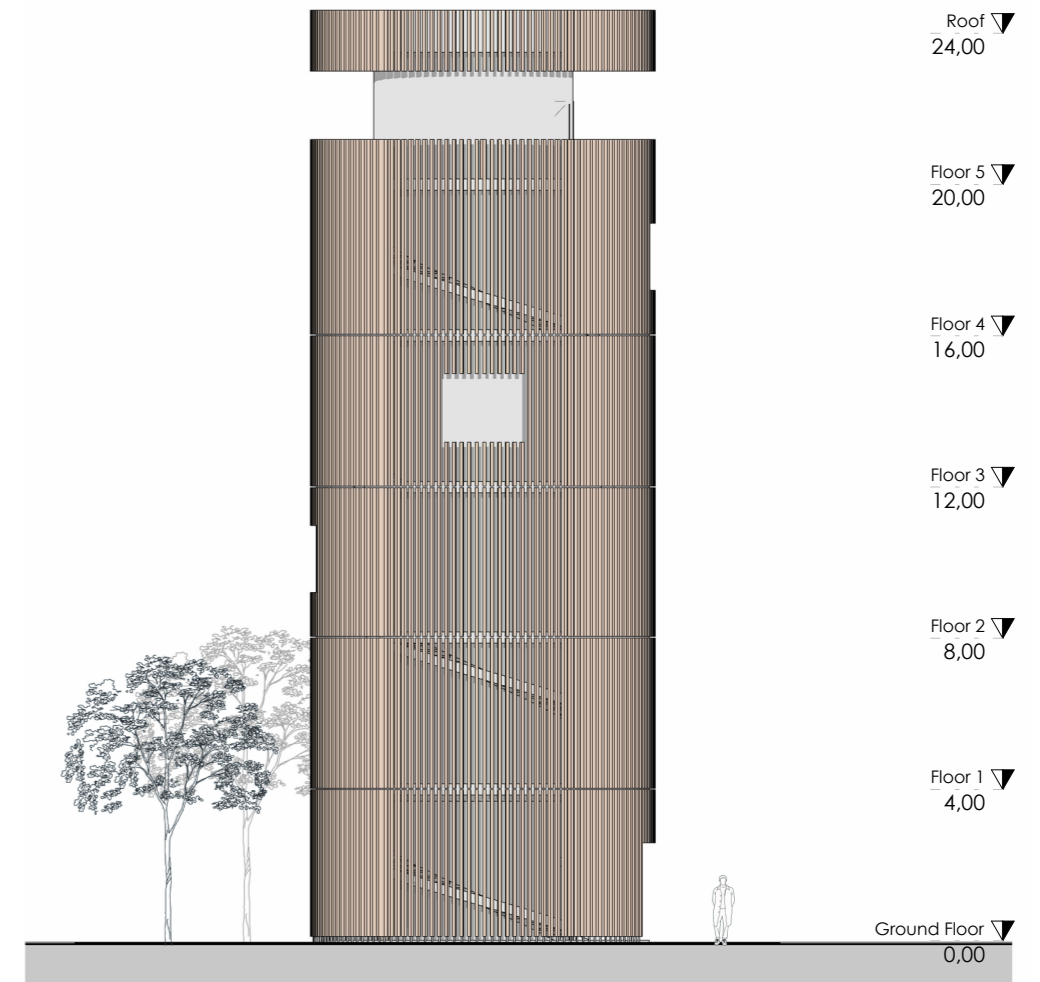 Roof
24,00
Floor 5
20,00
Floor 4
16,00
Floor 3
12,00
Floor 2
8,00
Floor 1
4,00
Ground Floor
0,00